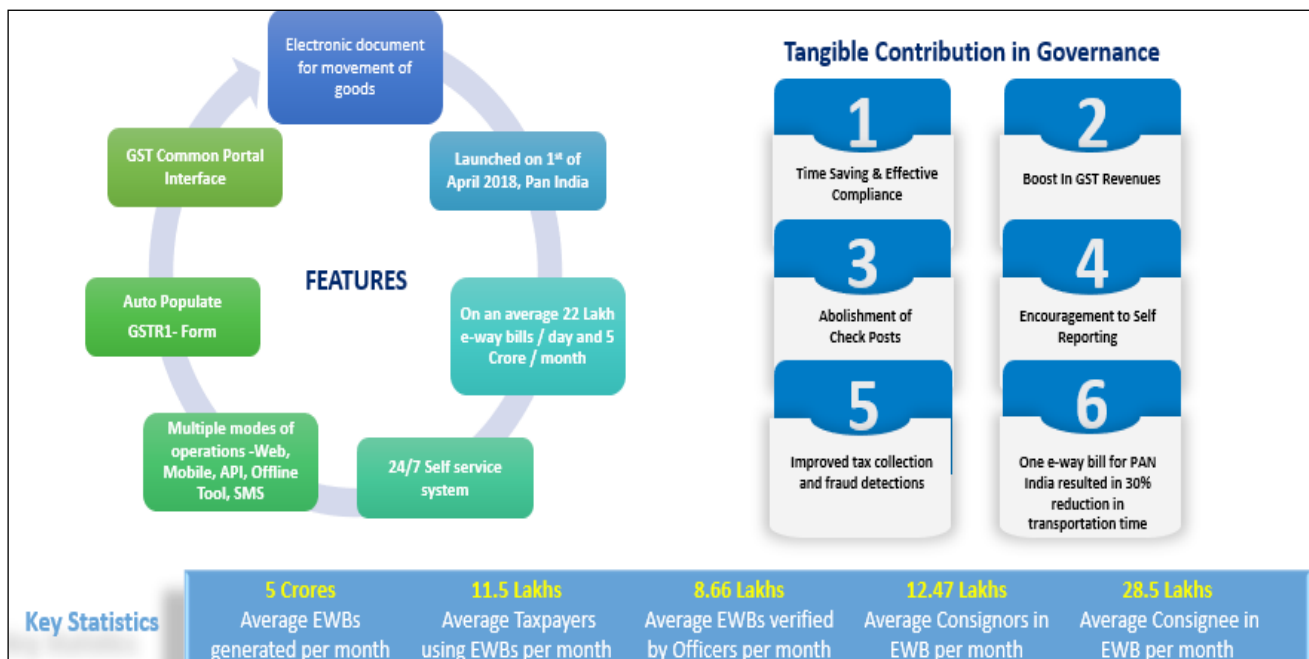 Electronic document
for movement of
goods
Launched on 1st of
April 2018, Pan India
On an average 22 Lakh
e-way bills / day and 5
Crore / month
24/7 Self service
system
Multiple modes of
operations -Web,
Mobile, API, Offline
Tool, SMS
Auto Populate
GSTR1- Form
GST Common Portal
Interface
FEATURES
Tangible Contribution in Governance
1
Time Saving & Effective
Compliance
2
Boost In GST Revenues
3
Abolishment of
Check Posts
4
Encouragement to Self
Reporting
5
Improved tax collection
and fraud detections
6
One e-way bill for PAN
India resulted in 30%
reduction in
transportation time
Key Statistics
5 Crores
Average EWBs
generated per month
11.5 Lakhs
Average Taxpayers
using EWBs per month
8.66 Lakhs
Average EWBs verified
by Officers per month
12.47 Lakhs
Average Consignors in
EWB per month
28.5 Lakhs
Average Consignee in
EWB per month